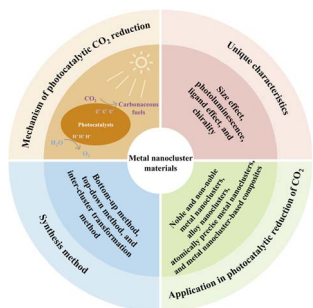 Mechanism of photocatalytic CO₂ reduction
CO₂
Carbonaceous
fuels
e⁻ e⁻ e⁻
Photocatalysis
H₂O
H⁺H⁺H⁺
O₂
Unique characteristics
Size effect,
photoluminescence,
ligand effect, and
chirality
Metal nanocluster
materials
Synthesis method
Bottom-up method,
top-down method, and
inter-cluster transformation
method
Noble and non-noble
metal nanoclusters,
alloy nanoclusters,
atomically precise metal nanoclusters,
and metal nanocluster-based composites
Application in photocatalytic reduction of CO₂